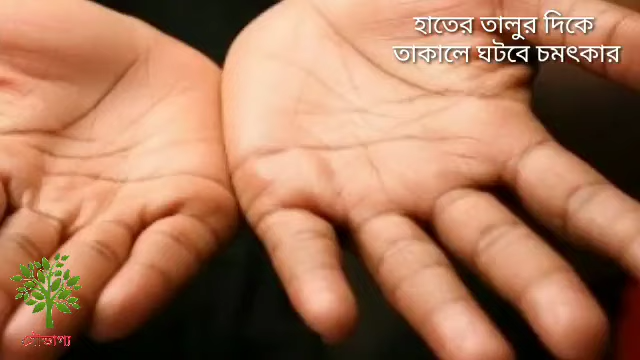 হাতের তালুর দিকে
তাকালে ঘটবে চমৎকার
সৌভাগ্য